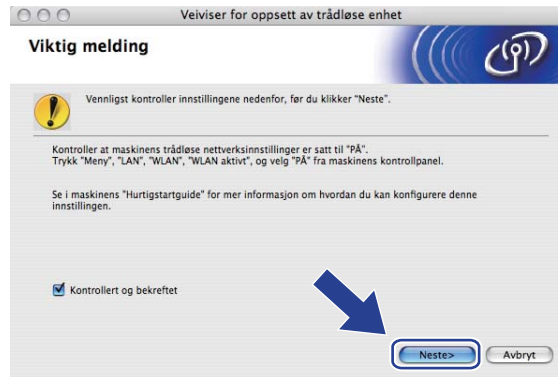 Veiviser for oppsett av trådløse enhet
Viktig melding
Vennligst kontroller innstillingene nedenfor, før du klikker "Neste".
Kontroller at maskinens trådløse nettverksinnstillinger er satt til "PÅ".
Trykk "Meny", "LAN", "WLAN", "WLAN aktivt", og velg "PÅ" fra maskinens kontrollpanel.
Se i maskinens "Hurtigstartguide" for mer informasjon om hvordan du kan konfigurere denne
innstillingen.
Kontrollert og bekreftet
Neste> Avbryt